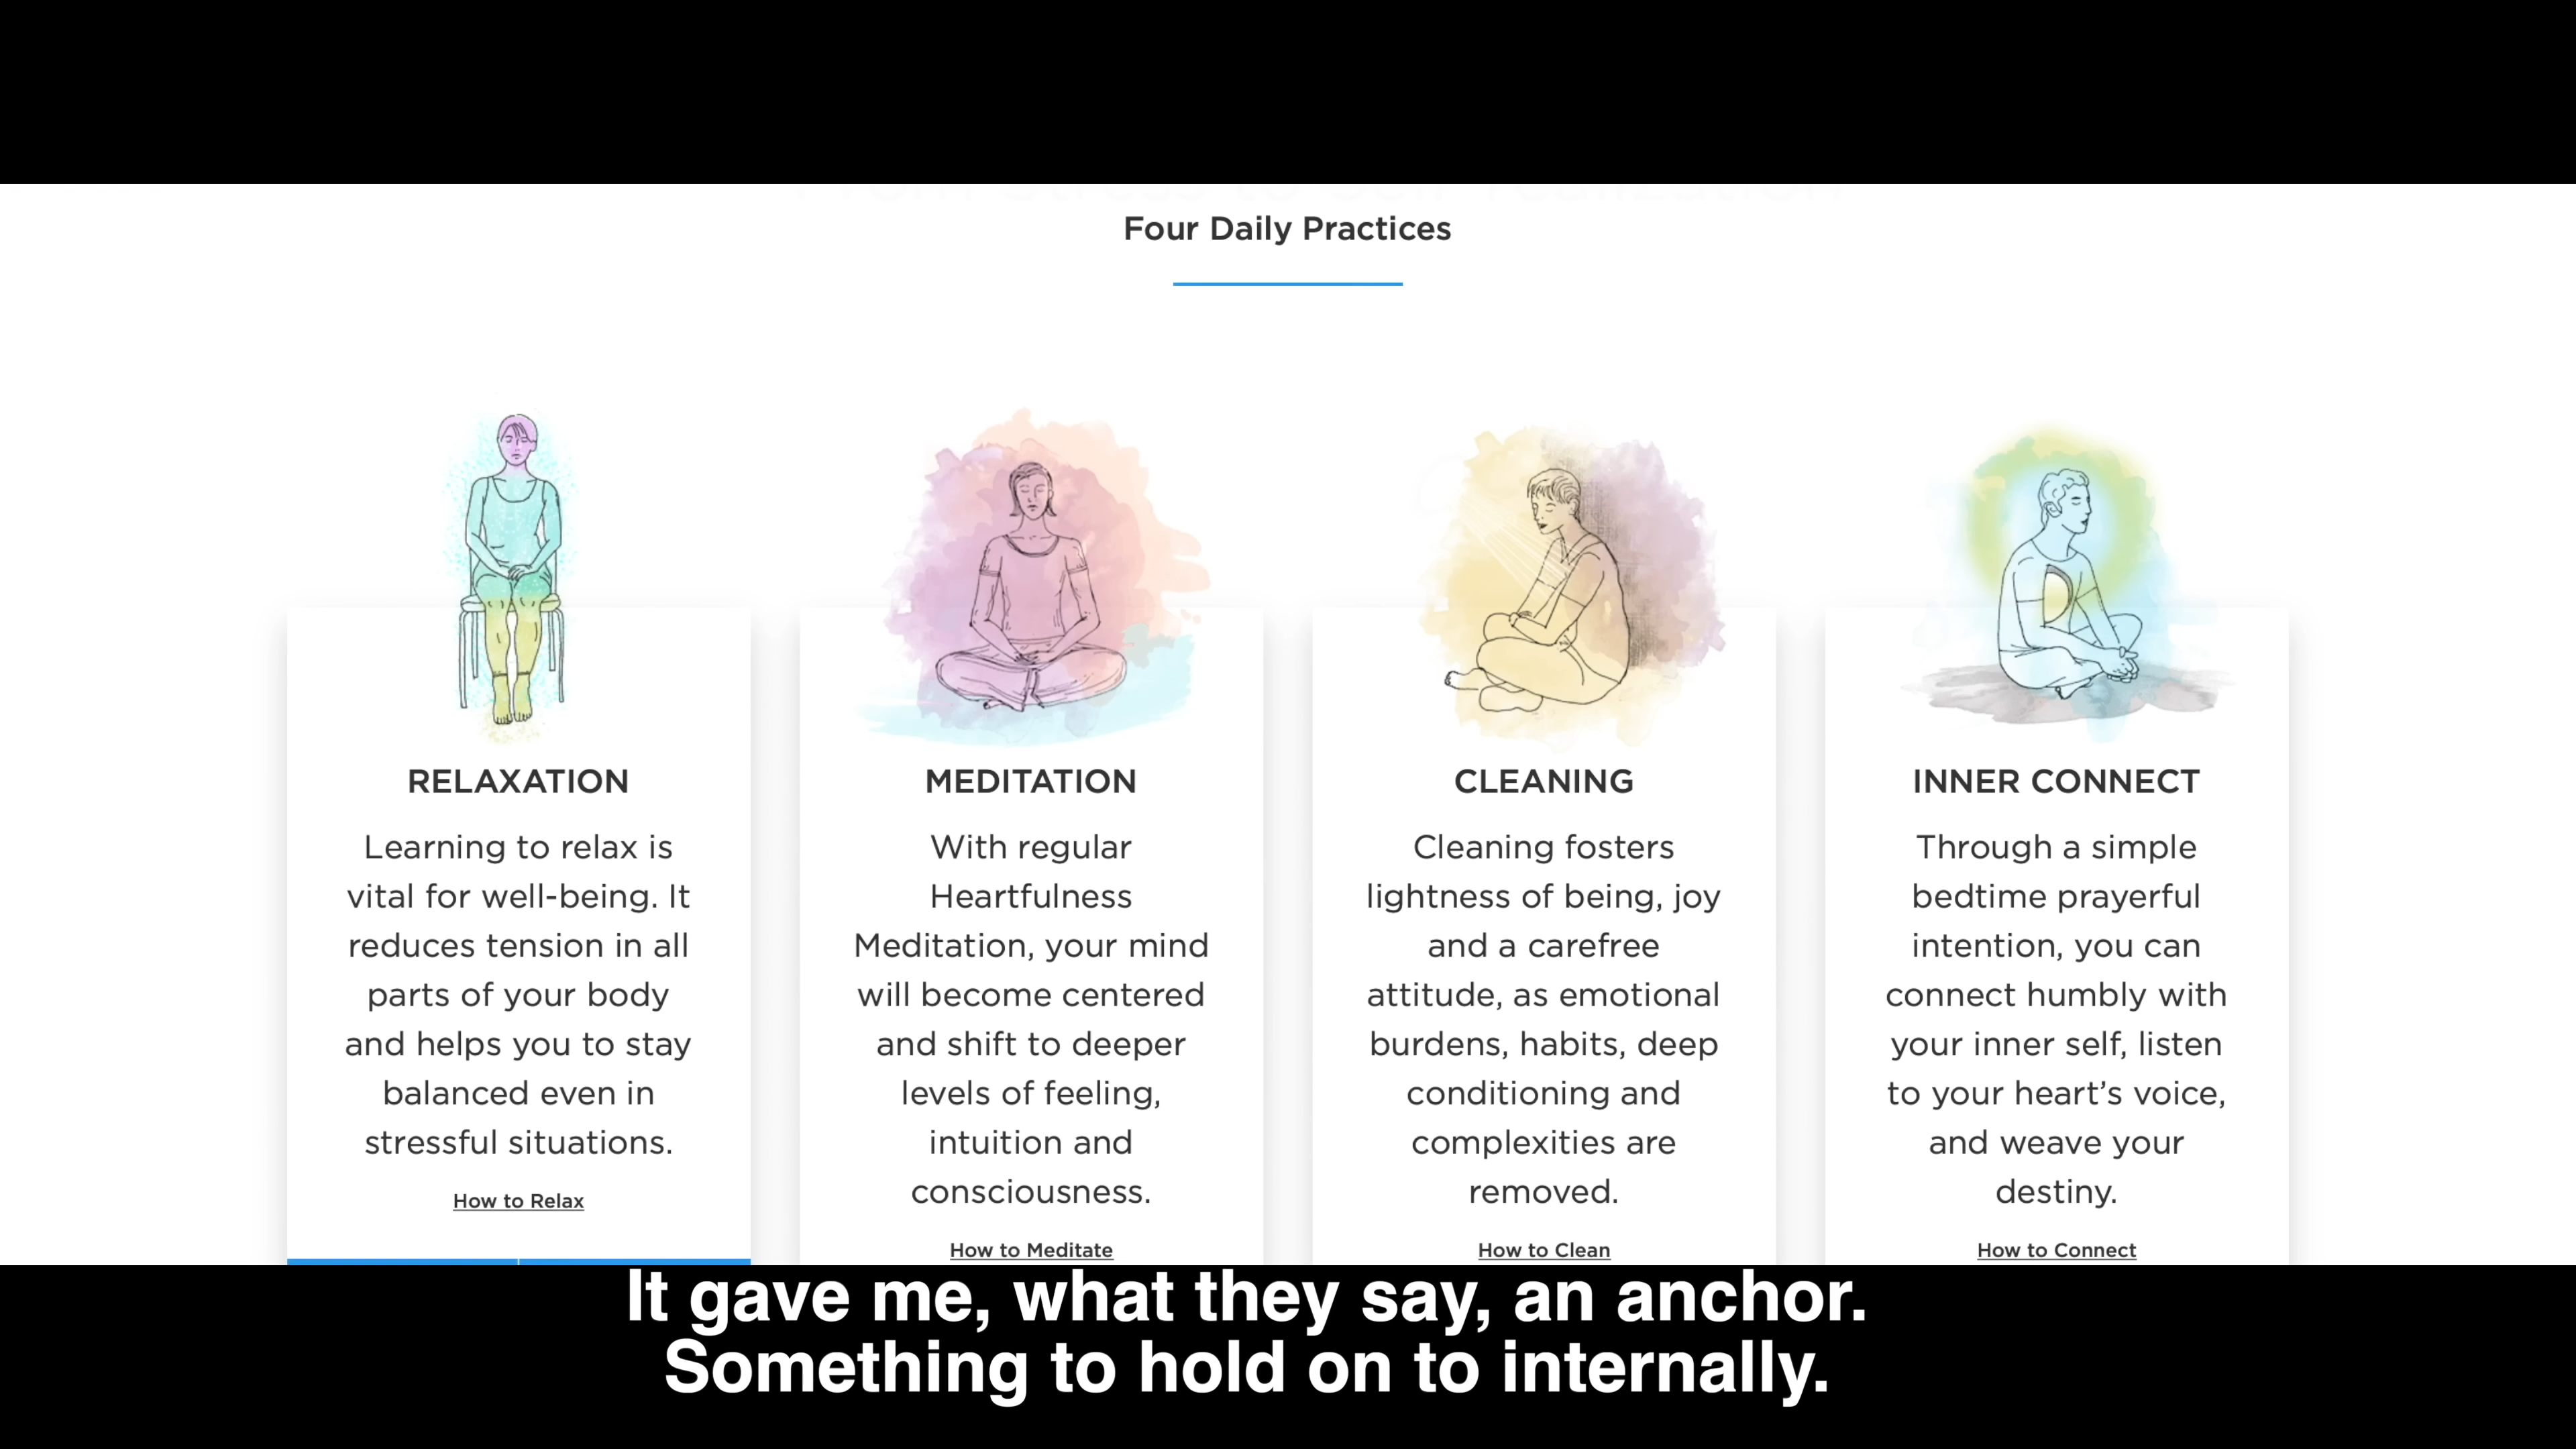 Four Daily Practices
RELAXATION
Learning to relax is
vital for well-being. It
reduces tension in all
parts of your body
and helps you to stay
balanced even in
stressful situations.
How to Relax
MEDITATION
With regular
Heartfulness
Meditation, your mind
will become centered
and shift to deeper
levels of feeling,
intuition and
consciousness.
How to Meditate
CLEANING
Cleaning fosters
lightness of being, joy
and a carefree
attitude, as emotional
burdens, habits, deep
conditioning and
complexities are
removed.
How to Clean
INNER CONNECT
Through a simple
bedtime prayerful
intention, you can
connect humbly with
your inner self, listen
to your heart’s voice,
and weave your
destiny.
How to Connect
It gave me, what they say, an anchor.
Something to hold on to internally.